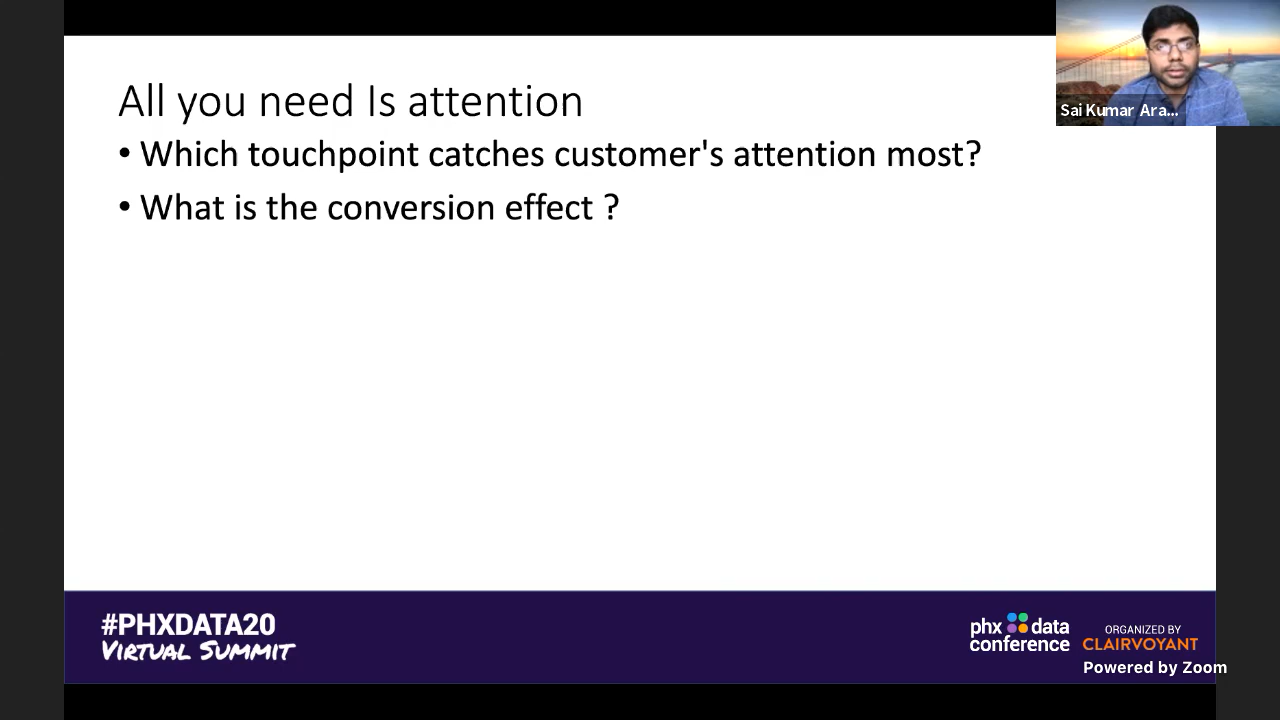 All you need Is attention
• Which touchpoint catches customer's attention most?
• What is the conversion effect ?
Sai Kumar Ara...
#PHXDATA20
VIRTUAL SUMMIT
phx data
conference
ORGANIZED BY
CLAIRVOYANT
Powered by Zoom